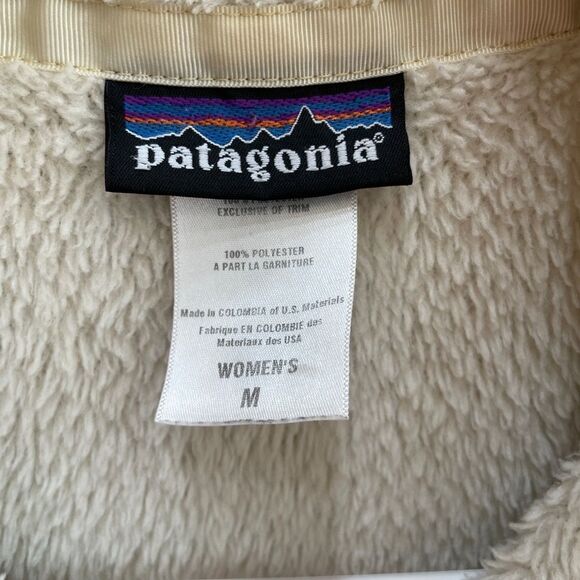 patagonia®
EXCLUSIVE OF TRIM
100% POLYESTER
A PART LA GARNITURE
Made in COLOMBIA of U.S. Materials
Fabrique EN COLOMBIE des
Materiaux des USA
WOMEN'S
M